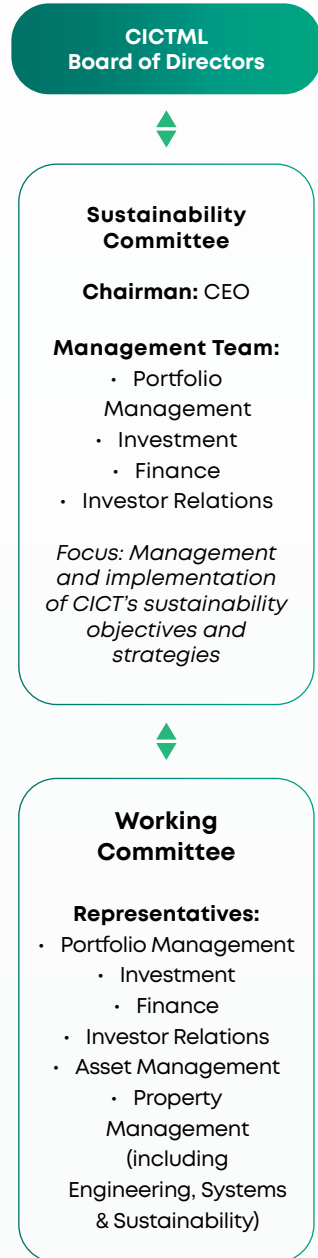 CICTML
Board of Directors
Sustainability
Committee
Chairman: CEO
Management Team:
• Portfolio
Management
• Investment
• Finance
• Investor Relations
Focus: Management
and implementation
of CICT's sustainability
objectives and
strategies
Working
Committee
Representatives:
• Portfolio Management
• Investment
• Finance
• Investor Relations
• Asset Management
• Property
Management
(including
Engineering, Systems
& Sustainability)